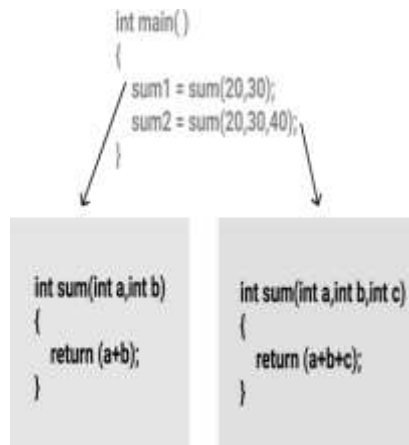 int main( )
{
sum1 = sum(20,30);
sum2 = sum(20,30,40);
}
int sum(int a,int b)
{
return (a+b);
}
int sum(int a,int b,int c)
{
return (a+b+c);
}